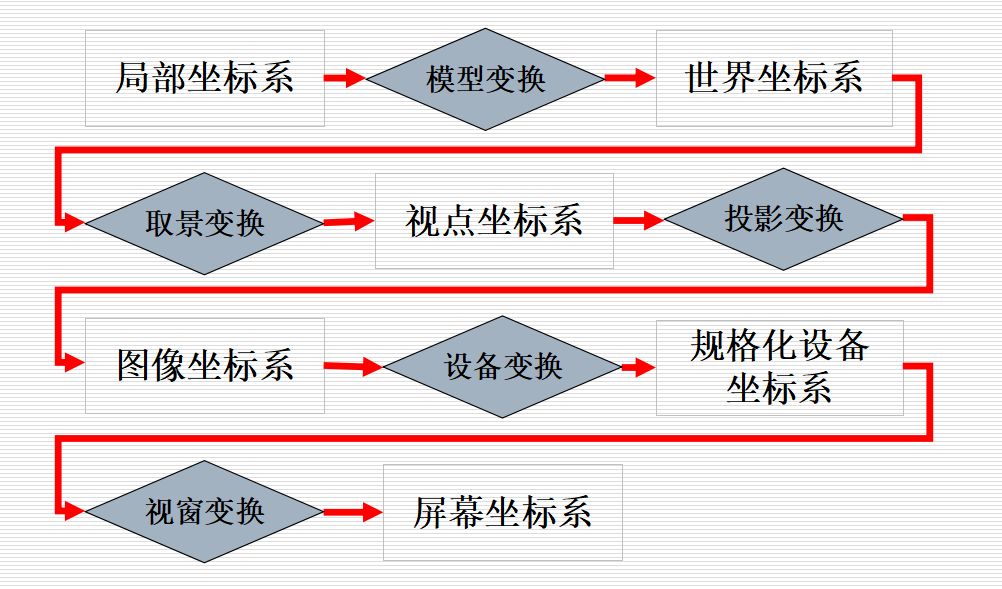 局部坐标系
模型变换
世界坐标系
取景变换
视点坐标系
投影变换
图像坐标系
设备变换
规格化设备
坐标系
视窗变换
屏幕坐标系